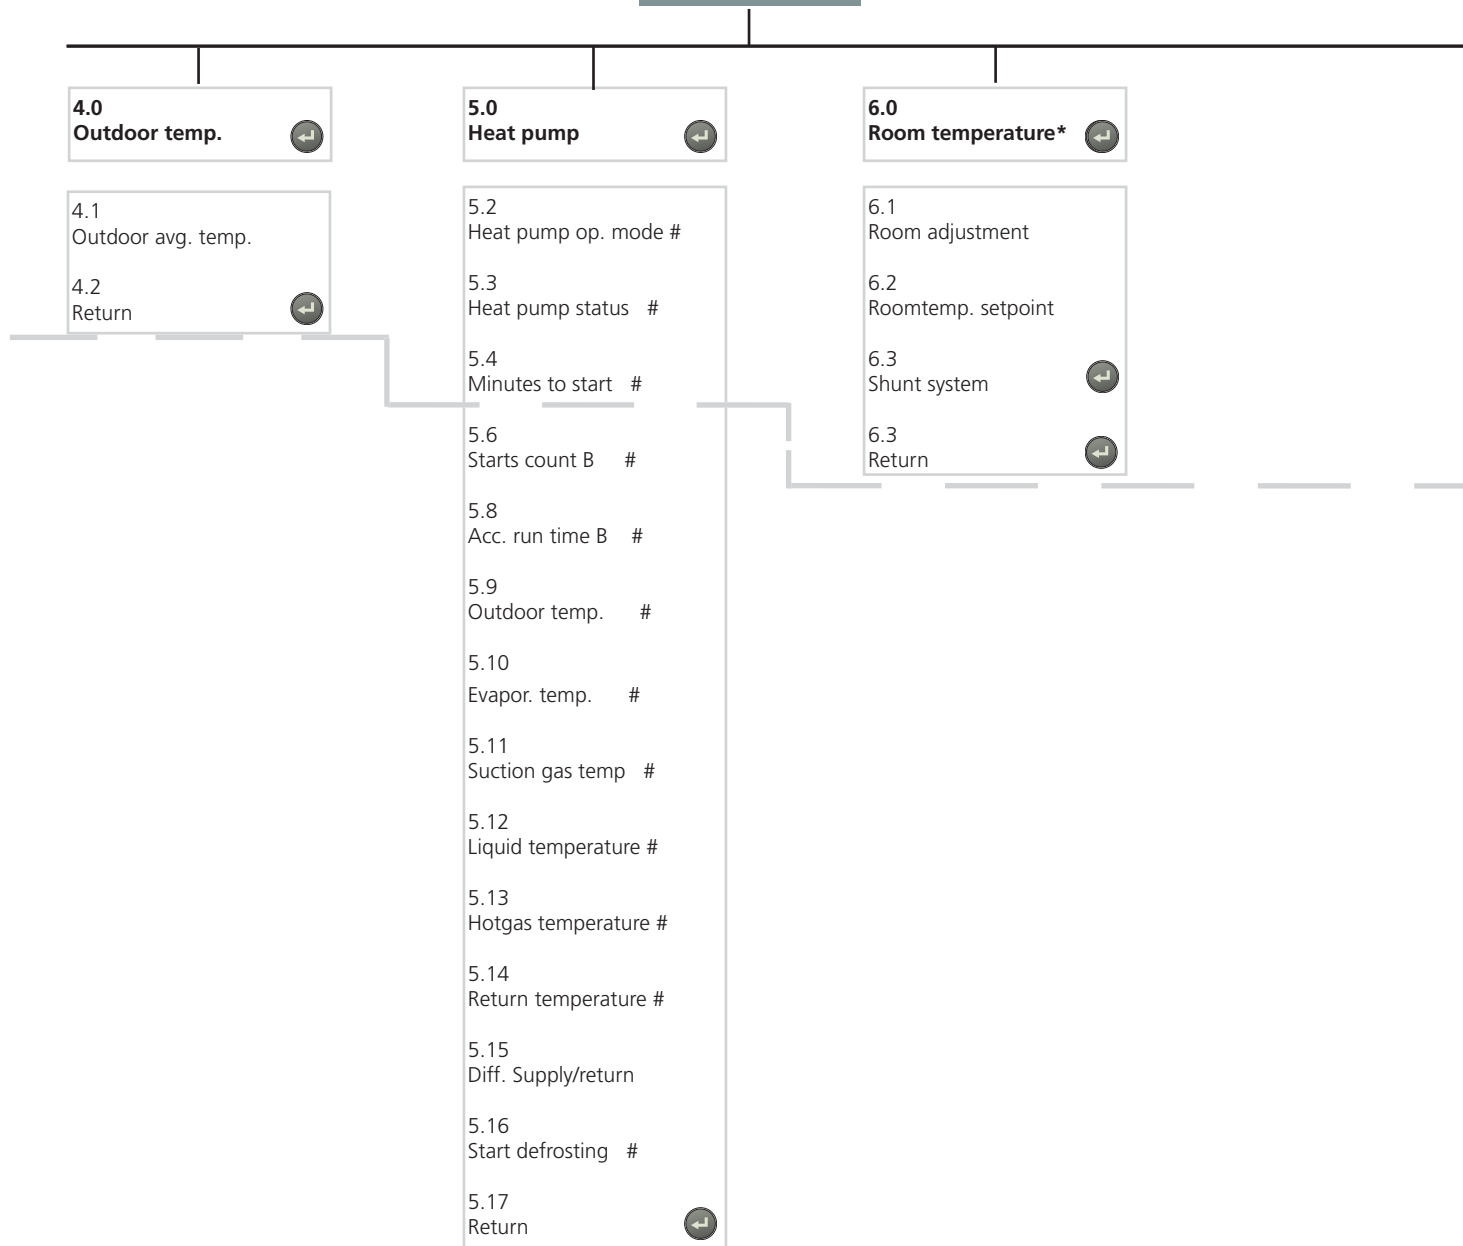 4.0
Outdoor temp.
4.1
Outdoor avg. temp.
4.2
Return
5.0
Heat pump
5.2
Heat pump op. mode #
5.3
Heat pump status #
5.4
Minutes to start #
5.6
Starts count B #
5.8
Acc. run time B #
5.9
Outdoor temp. #
5.10
Evapor. temp. #
5.11
Suction gas temp #
5.12
Liquid temperature #
5.13
Hotgas temperature #
5.14
Return temperature #
5.15
Diff. Supply/return
5.16
Start defrosting #
5.17
Return
6.0
Room temperature*
6.1
Room adjustment
6.2
Roomtemp. setpoint
6.3
Shunt system
6.3
Return